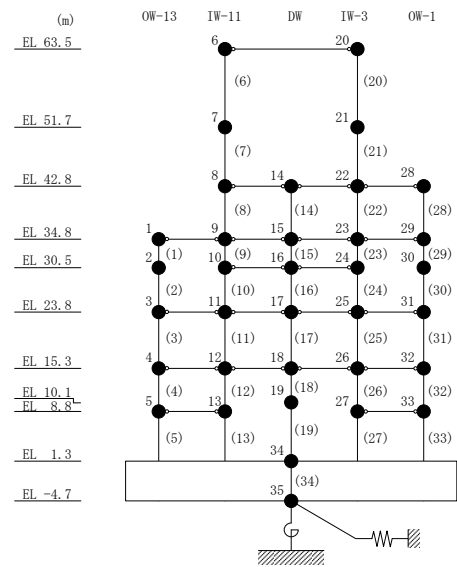 (m) OW-13 IW-11 DW IW-3 OW-1
EL 63.5 6 20
(6) (20)
EL 51.7 7 21
(7) (21)
EL 42.8 8 14 22 28
(8) (14) (22) (28)
EL 34.8 1 9 15 23 29
(1) (9) (15) (23) (29)
EL 30.5 2 10 16 24 30
(2) (10) (16) (24) (30)
EL 23.8 3 11 17 25 31
(3) (11) (17) (25) (31)
EL 15.3 4 12 18 26 32
(4) (12) (18) (26) (32)
EL 10.1 19
EL 8.8 5 13 27 33
(5) (13) (19) (27) (33)
EL 1.3 34
(34)
EL -4.7 35